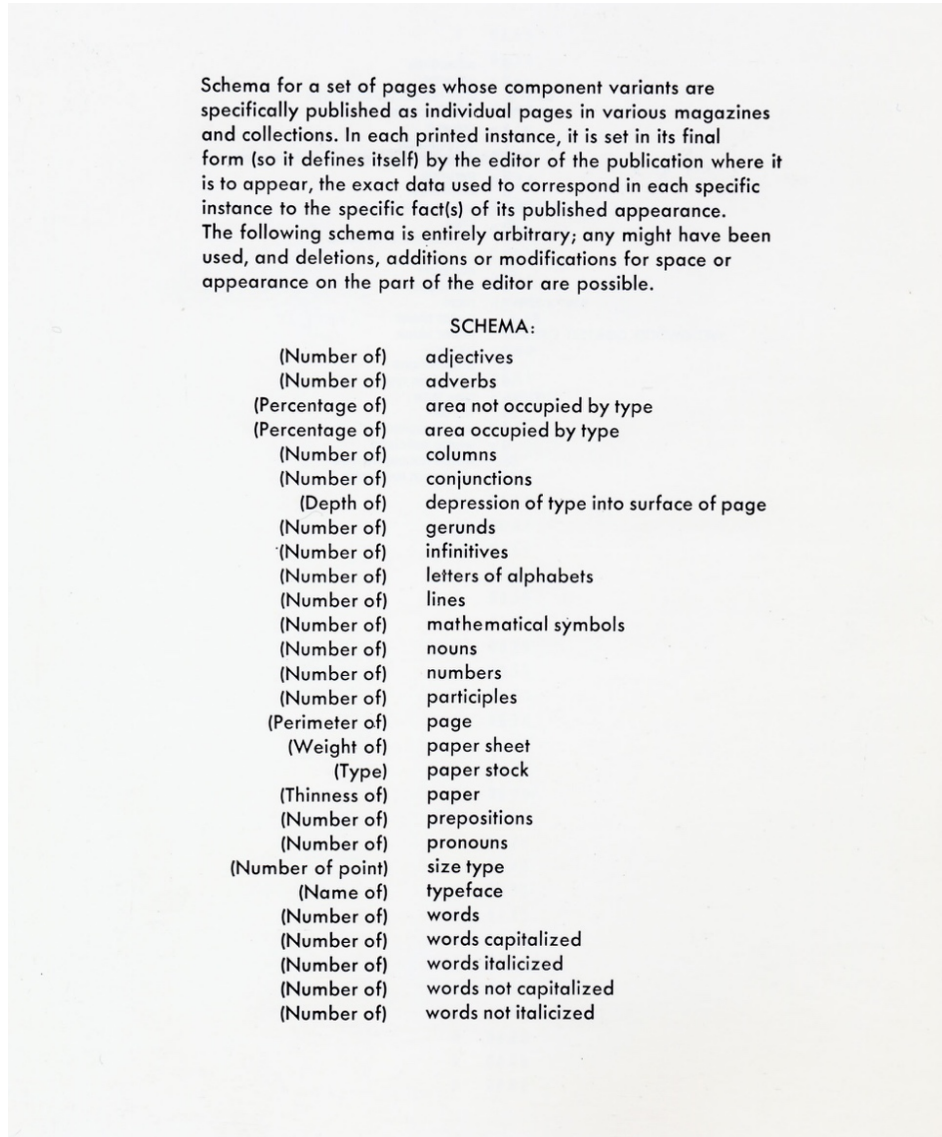 Schema for a set of pages whose component variants are
specifically published as individual pages in various magazines
and collections. In each printed instance, it is set in its final
form (so it defines itself) by the editor of the publication where it
is to appear, the exact data used to correspond in each specific
instance to the specific fact(s) of its published appearance.
The following schema is entirely arbitrary; any might have been
used, and deletions, additions or modifications for space or
appearance on the part of the editor are possible.
SCHEMA:
(Number of) adjectives
(Number of) adverbs
(Percentage of) area not occupied by type
(Percentage of) area occupied by type
(Number of) columns
(Number of) conjunctions
(Depth of) depression of type into surface of page
(Number of) gerunds
(Number of) infinitives
(Number of) letters of alphabets
(Number of) lines
(Number of) mathematical symbols
(Number of) nouns
(Number of) numbers
(Number of) participles
(Perimeter of) page
(Weight of) paper sheet
(Type) paper stock
(Thinness of) paper
(Number of) prepositions
(Number of) pronouns
(Number of point) size type
(Name of) typeface
(Number of) words
(Number of) words capitalized
(Number of) words italicized
(Number of) words not capitalized
(Number of) words not italicized